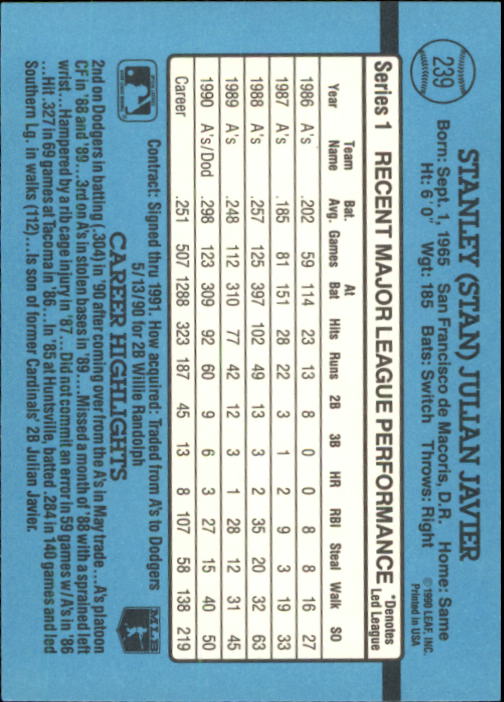 239
STANLEY (STAN) JULIAN JAVIER
Born: Sept. 1, 1965 San Francisco de Macoris, D.R. Home: Same
Ht: 6'0" Wgt: 185 Bats: Switch Throws: Right
©1990 LEAF, INC.
Printed in USA
Series 1 RECENT MAJOR LEAGUE PERFORMANCE *Denotes Led League
Year Team Name Bat. Avg. Games At Bat Hits Runs 2B 3B HR RBI Steal Walk SO
1986 A's .202 59 114 23 13 8 0 0 8 8 16 27
1987 A's .185 81 151 28 22 3 1 2 9 3 19 33
1988 A's .257 125 397 102 49 13 3 2 35 20 32 63
1989 A's .248 112 310 77 42 12 3 1 28 12 31 45
1990 A's/Dod .298 123 309 92 60 9 6 3 27 15 40 50
Career .251 507 1288 323 187 45 13 8 107 58 138 219
Contract: Signed thru 1991. How acquired: Traded from A's to Dodgers
5/13/90 for 2B Willie Randolph
CAREER HIGHLIGHTS
MLB
2nd on Dodgers in batting (.304) in '90 after coming over from the A's in May trade...A's platoon
CF in '88 and '89...3rd on A's in stolen bases in '89....Missed a month of '88 with a sprained left
wrist...Hampered by a rib cage injury in '87...Did not commit an error in 59 games w/A's in '86
...Hit .327 in 69 games at Tacoma in '86...In '85 at Huntsville, batted .284 in 140 games and led
Southern Lg. in walks (112)...Is son of former Cardinals' 2B Julian Javier.